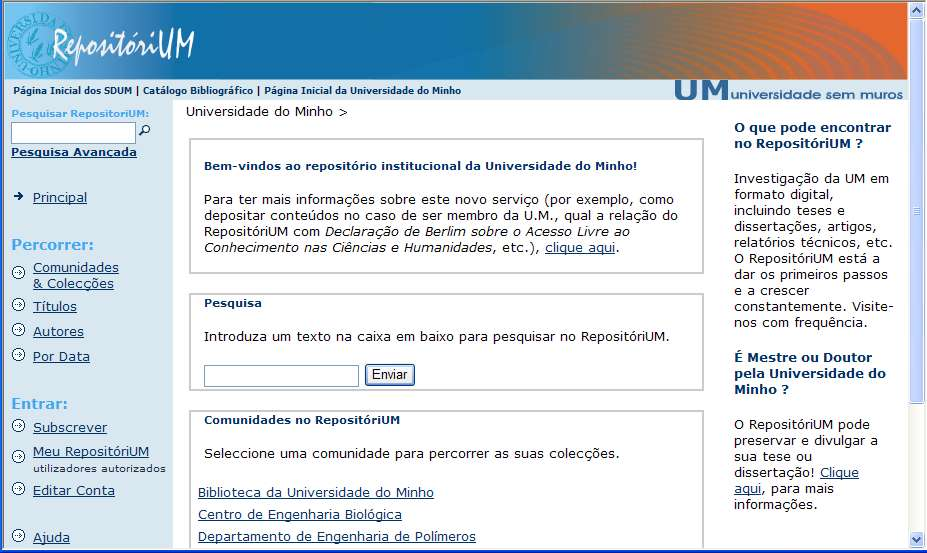 RepositóriUM
Página Inicial dos SDUM | Catálogo Bibliográfico | Página Inicial da Universidade do Minho
UM universidade sem muros
Pesquisar RepositoriUM:
Pesquisa Avançada
Principal
Percorrer:
Comunidades
& Colecções
Títulos
Autores
Por Data
Entrar:
Subscrever
Meu RepositóriUM
utilizadores autorizados
Editar Conta
Ajuda
Universidade do Minho >
Bem-vindos ao repositório institucional da Universidade do Minho!
Para ter mais informações sobre este novo serviço (por exemplo, como
depositar conteúdos no caso de ser membro da U.M., qual a relação do
RepositóriUM com Declaração de Berlim sobre o Acesso Livre ao
Conhecimento nas Ciências e Humanidades, etc.), clique aqui.
Pesquisa
Introduza um texto na caixa em baixo para pesquisar no RepositóriUM.
Enviar
Comunidades no RepositóriUM
Seleccione uma comunidade para percorrer as suas colecções.
Biblioteca da Universidade do Minho
Centro de Engenharia Biológica
Departamento de Engenharia de Polímeros
O que pode encontrar
no RepositóriUM ?
Investigação da UM em
formato digital,
incluindo teses e
dissertações, artigos,
relatórios técnicos, etc.
O RepositóriUM está a
dar os primeiros passos
e a crescer
constantemente. Visite-
nos com frequência.
É Mestre ou Doutor
pela Universidade do
Minho ?
O RepositóriUM pode
preservar e divulgar a
sua tese ou
dissertação! Clique
aqui, para mais
informações.